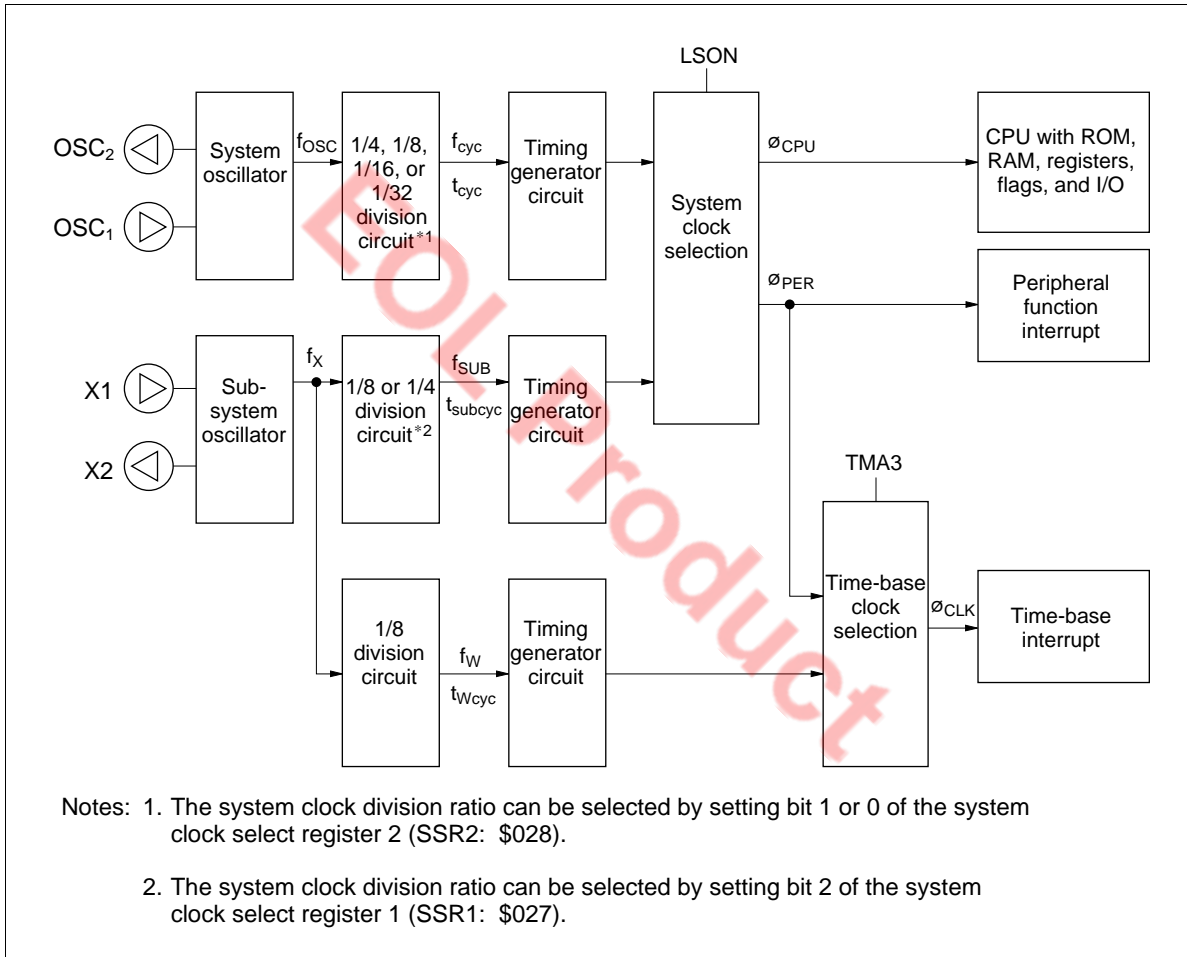 LSON
OSC2
OSC1
System
oscillator
fOSC
1/4, 1/8,
1/16, or
1/32
division
circuit*1
fcyc
tcyc
Timing
generator
circuit
System
clock
selection
øCPU
øPER
CPU with ROM,
RAM, registers,
flags, and I/O
Peripheral
function
interrupt
X1
X2
Sub-
system
oscillator
fX
1/8 or 1/4
division
circuit*2
fSUB
tsubcyc
Timing
generator
circuit
TMA3
1/8
division
circuit
fW
tWcyc
Timing
generator
circuit
Time-base
clock
selection
øCLK
Time-base
interrupt
EOL Product
Notes: 1. The system clock division ratio can be selected by setting bit 1 or 0 of the system
clock select register 2 (SSR2: $028).
2. The system clock division ratio can be selected by setting bit 2 of the system
clock select register 1 (SSR1: $027).